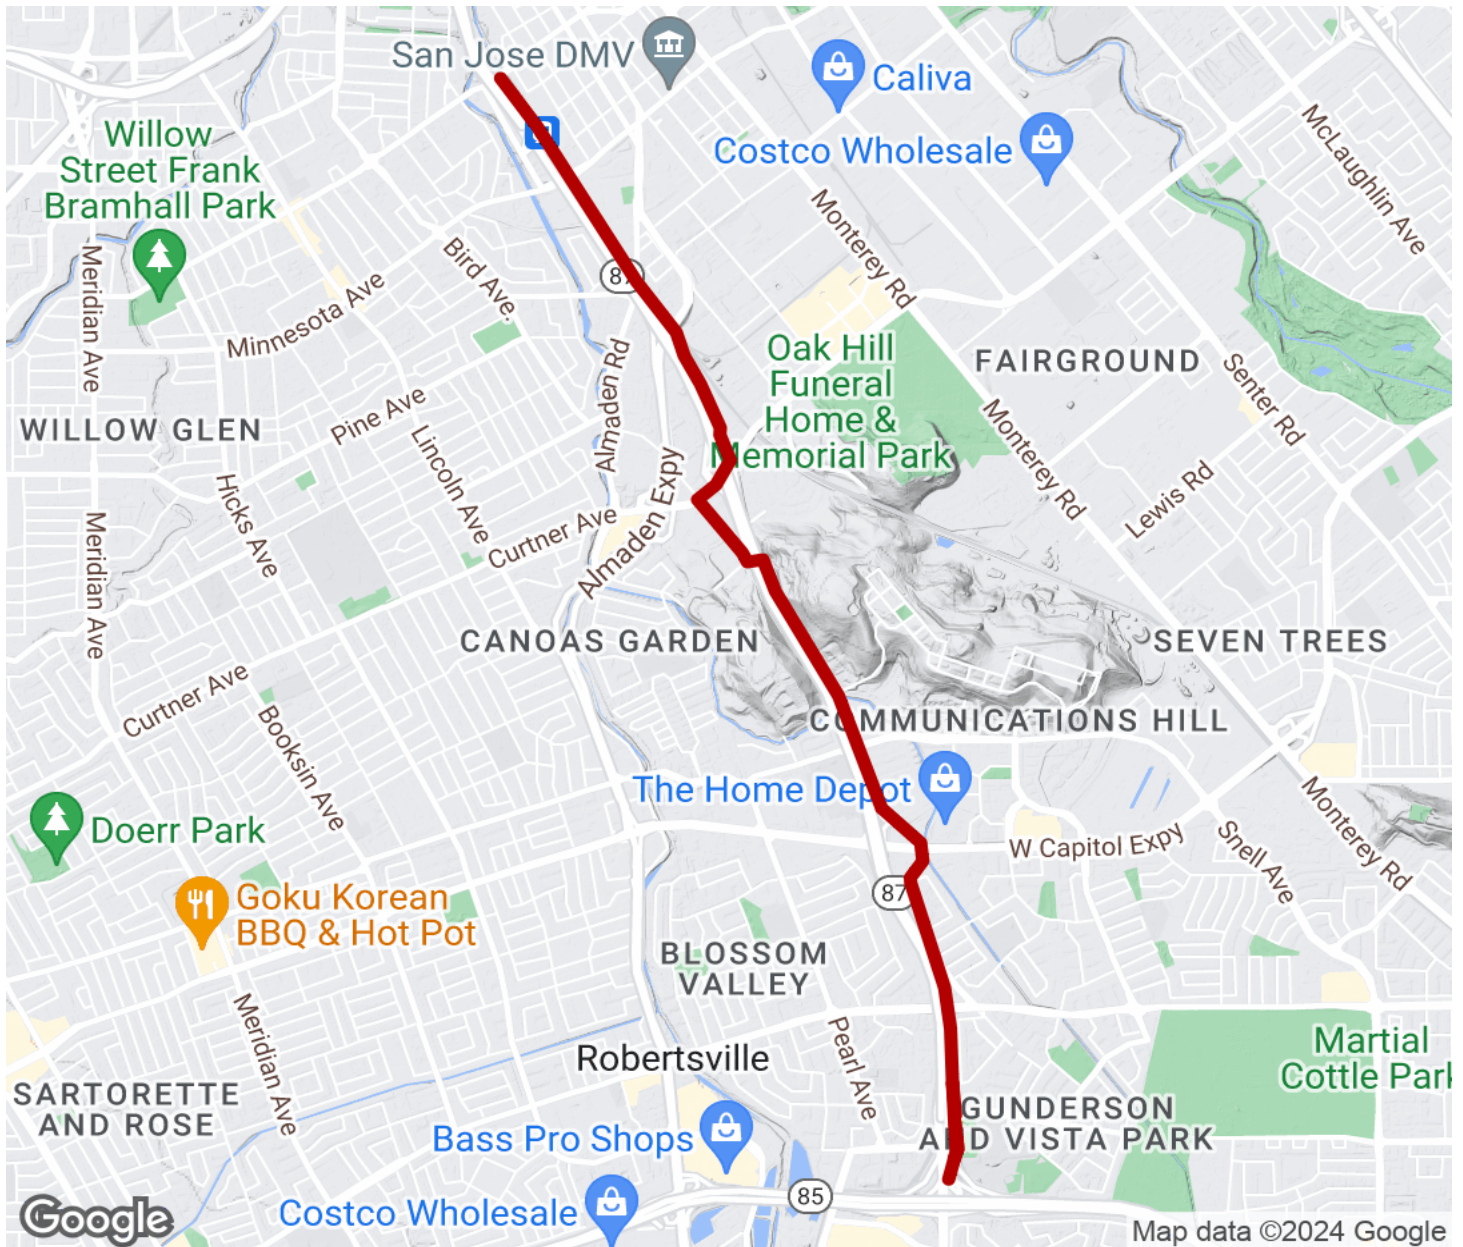 San Jose DMV
Caliva
Costco Wholesale
Willow
Street Frank
Bramhall Park
McLaughlin Ave
Monterey Rd
Meridian Ave
Bird Ave.
Minnesota Ave
87
Oak Hill
Funeral
Home &
Memorial Park
FAIRGROUND
Almaden Rd
Senter Rd
Pine Ave
WILLOW GLEN
Lincoln Ave
Monterey Rd
Hicks Ave
Almaden Expy
Lewis Rd
Curtner Ave
Meridian Ave
CANOAS GARDEN
SEVEN TREES
Curtner Ave
COMMUNICATIONS HILL
Booksin Ave
The Home Depot
Monterey Rd
Doerr Park
W Capitol Expy
Snell Ave
87
Goku Korean
BBQ & Hot Pot
BLOSSOM
VALLEY
Meridian Ave
Pearl Ave
Robertsville
Martial
Cottle Park
SARTORETTE
AND ROSE
GUNDERSON
AND VISTA PARK
Bass Pro Shops
85
Costco Wholesale
Google
Map data ©2024 Google